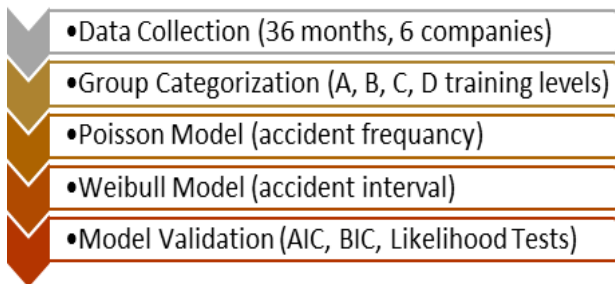 •Data Collection (36 months, 6 companies)
•Group Categorization (A, B, C, D training levels)
•Poisson Model (accident frequancy)
•Weibull Model (accident interval)
•Model Validation (AIC, BIC, Likelihood Tests)